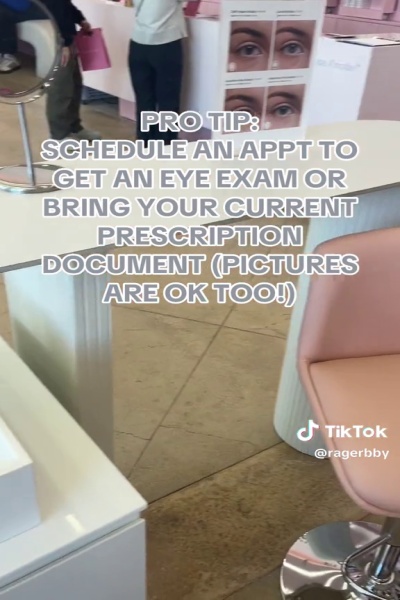 PRO TIP:
SCHEDULE AN APPT TO
GET AN EYE EXAM OR
BRING YOUR CURRENT
PRESCRIPTION
DOCUMENT (PICTURES
ARE OK TOO!)
TikTok
@ragerbby